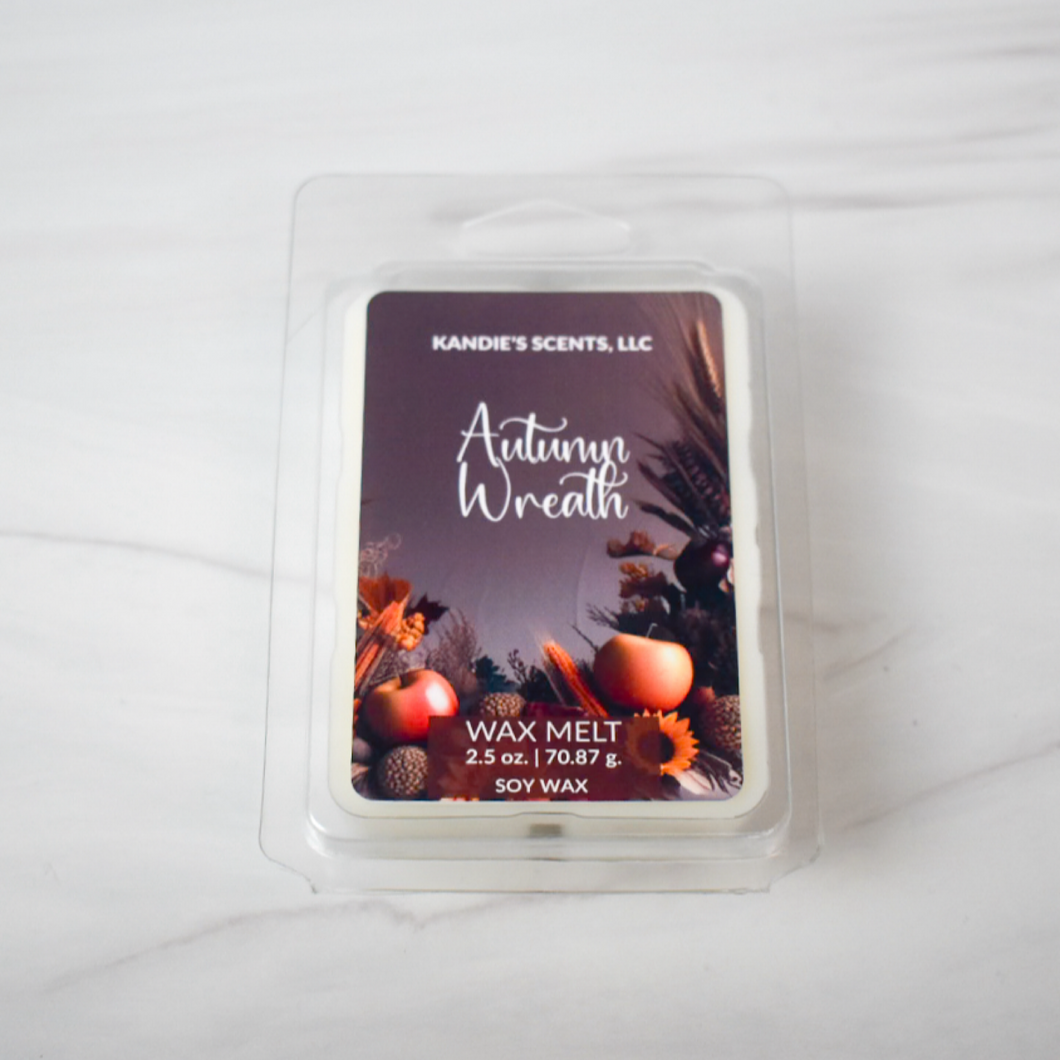 KANDIE'S SCENTS, LLC
Autumn
Wreath
WAX MELT
2.5 oz. | 70.87 g.
SOY WAX